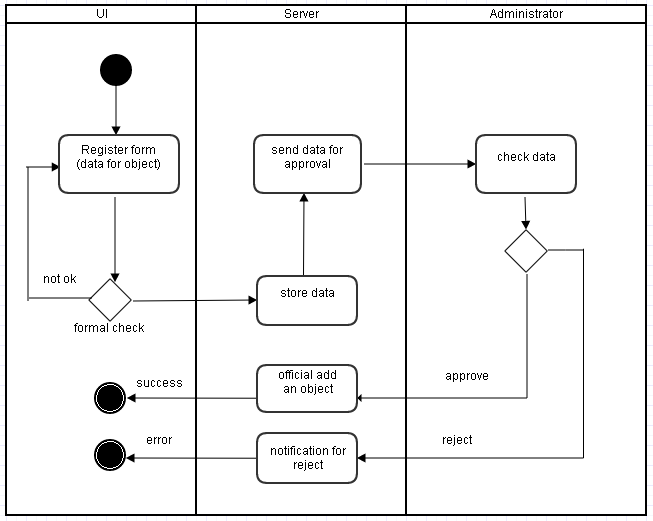 UI
Server
Administrator
Register form
(data for object)
send data for
approval
check data
not ok
store data
formal check
official add
an object
success
approve
error
notification for
reject
reject